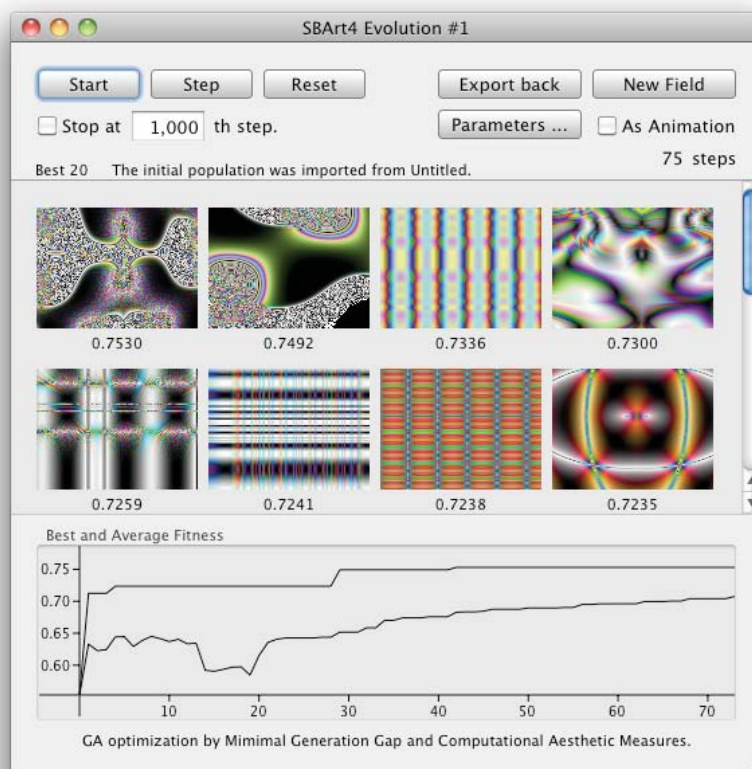 SBArt4 Evolution #1
Start Step Reset Export back New Field
Stop at 1,000 th step. Parameters ... As Animation
75 steps
Best 20 The initial population was imported from Untitled.
0.7530 0.7492 0.7336 0.7300
0.7259 0.7241 0.7238 0.7235
Best and Average Fitness
0.75
0.70
0.65
0.60
10 20 30 40 50 60 70
GA optimization by Mimimal Generation Gap and Computational Aesthetic Measures.